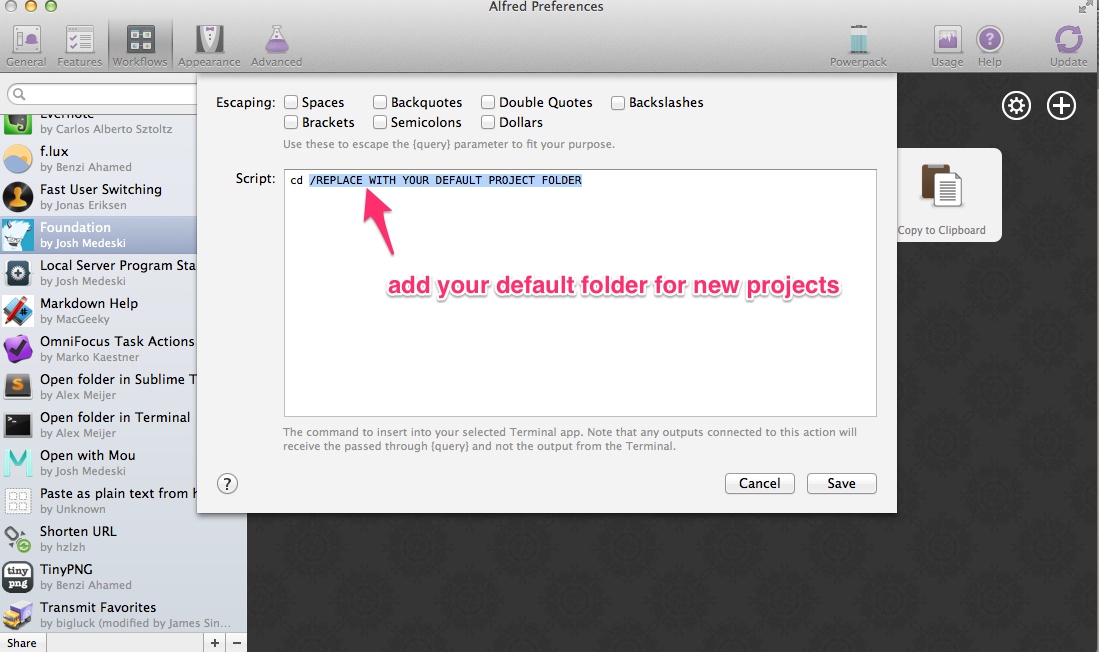 Alfred Preferences
General Features Workflows Appearance Advanced Powerpack Usage Help Update
Evernote
by Carlos Alberto Sztoltz
f.lux
by Benzi Ahamed
Fast User Switching
by Jonas Eriksen
Foundation
by Josh Medeski
Local Server Program Sta
by Josh Medeski
Markdown Help
by MacGeeky
OmniFocus Task Actions
by Marko Kaestner
Open folder in Sublime T
by Alex Meijer
Open folder in Terminal
by Alex Meijer
Open with Mou
by Josh Medeski
Paste as plain text from h
by Unknown
Shorten URL
by hzlzh
tiny
png
TinyPNG
by Benzi Ahamed
Transmit Favorites
by bigluck (modified by James Sin...
Share + −
Escaping: Spaces Backquotes Double Quotes Backslashes
Brackets Semicolons Dollars
Use these to escape the {query} parameter to fit your purpose.
Script: cd /REPLACE WITH YOUR DEFAULT PROJECT FOLDER
add your default folder for new projects
The command to insert into your selected Terminal app. Note that any outputs connected to this action will
receive the passed through {query} and not the output from the Terminal.
? Cancel Save
Copy to Clipboard